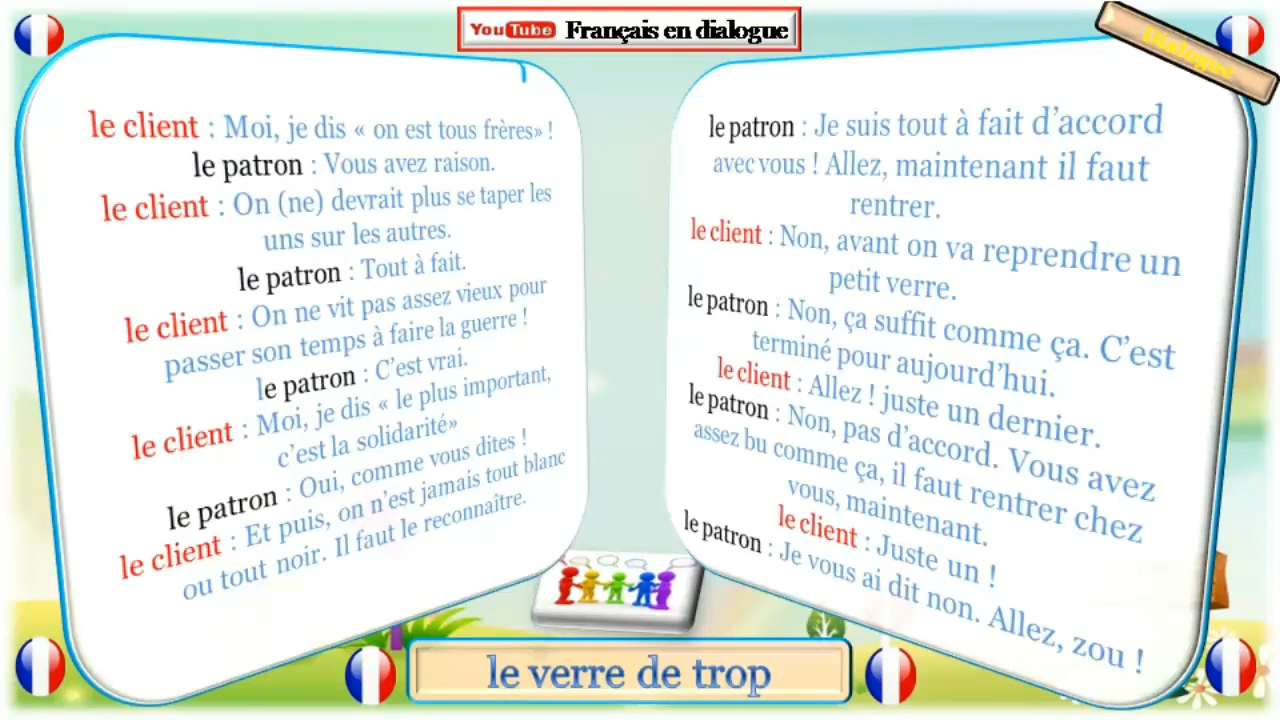 YouTube Français en dialogue
Dialogue
le client : Moi, je dis « on est tous frères» !
le patron : Vous avez raison.
le client : On (ne) devrait plus se taper les
uns sur les autres.
le patron : Tout à fait.
le client : On ne vit pas assez vieux pour
passer son temps à faire la guerre !
le patron : C'est vrai.
le client : Moi, je dis « le plus important,
c'est la solidarité»
le patron : Oui, comme vous dites !
le client : Et puis, on n'est jamais tout blanc
ou tout noir. Il faut le reconnaître.
le patron : Je suis tout à fait d'accord
avec vous ! Allez, maintenant il faut
rentrer.
le client : Non, avant on va reprendre un
petit verre.
le patron : Non, ça suffit comme ça. C'est
terminé pour aujourd'hui.
le client : Allez ! juste un dernier.
le patron : Non, pas d'accord. Vous avez
assez bu comme ça, il faut rentrer chez
vous, maintenant.
le client : Juste un !
le patron : Je vous ai dit non. Allez, zou !
le verre de trop